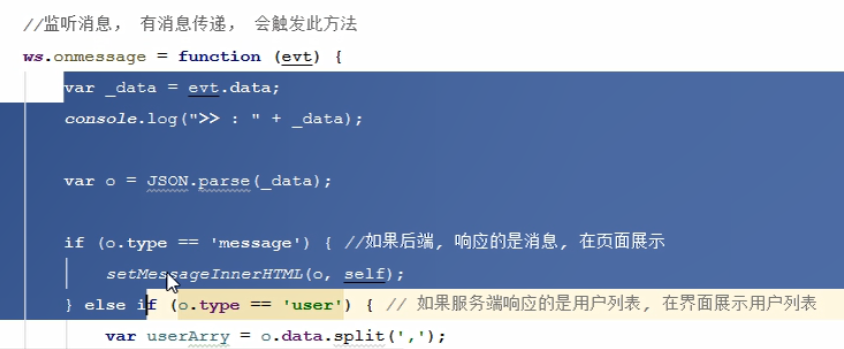 //监听消息， 有消息传递， 会触发此方法
ws.onmessage = function (evt) {
var _data = evt.data;
console.log(">> : " + _data);
var o = JSON.parse(_data);
if (o.type == 'message') { //如果后端, 响应的是消息, 在页面展示
setMessageInnerHTML(o, self);
} else if (o.type == 'user') { // 如果服务端响应的是用户列表, 在界面展示用户列表
var userArry = o.data.split(',');